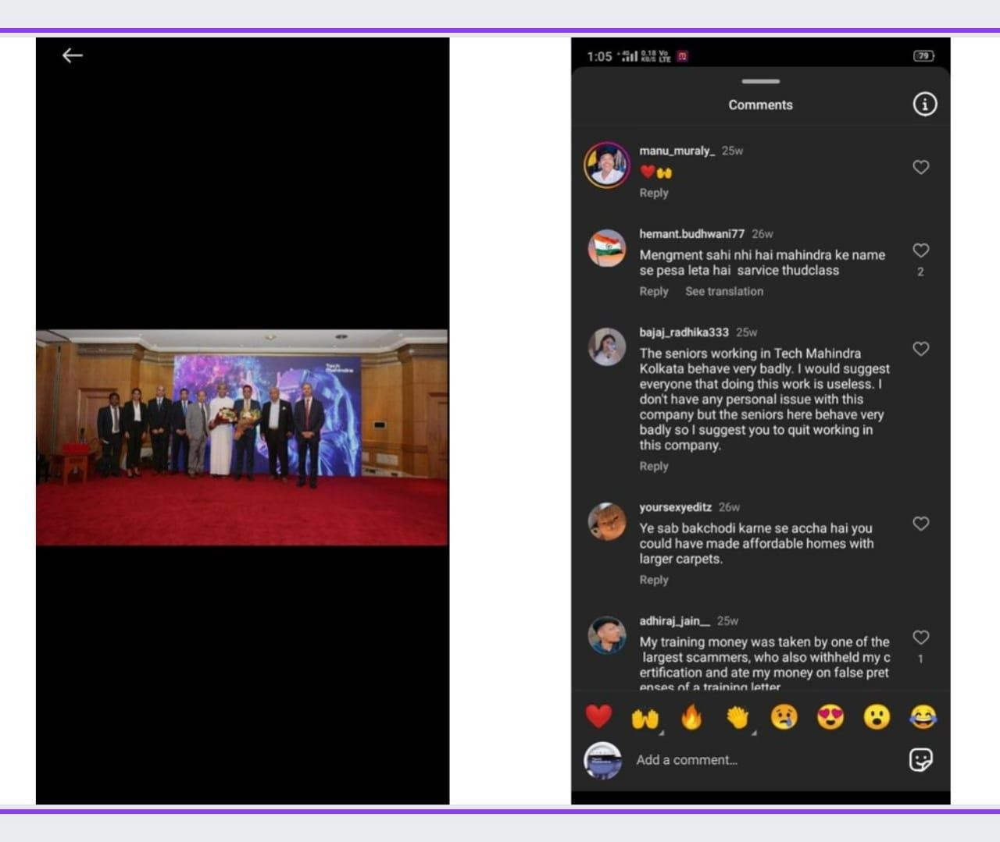 Tech
Mahindra
1:05 4G 0.18 KB/S Vo LTE 79
Comments
manu_muraly_ 25w
❤️🙌
Reply
hemant.budhwani77 26w
Mengment sahi nhi hai mahindra ke name
se pesa leta hai sarvice thudclass
2
Reply See translation
bajaj_radhika333 25w
The seniors working in Tech Mahindra
Kolkata behave very badly. I would suggest
everyone that doing this work is useless. I
don't have any personal issue with this
company but the seniors here behave very
badly so I suggest you to quit working in
this company.
Reply
yoursexyeditz 26w
Ye sab bakchodi karne se accha hai you
could have made affordable homes with
larger carpets.
Reply
adhiraj_jain__ 25w
My training money was taken by one of the
largest scammers, who also withheld my c
1
ertification and ate my money on false pret
enses of a training letter
❤️ 🙌 🔥 👏 😢 😍 😮 😂
Tech
Mahindra
Add a comment...